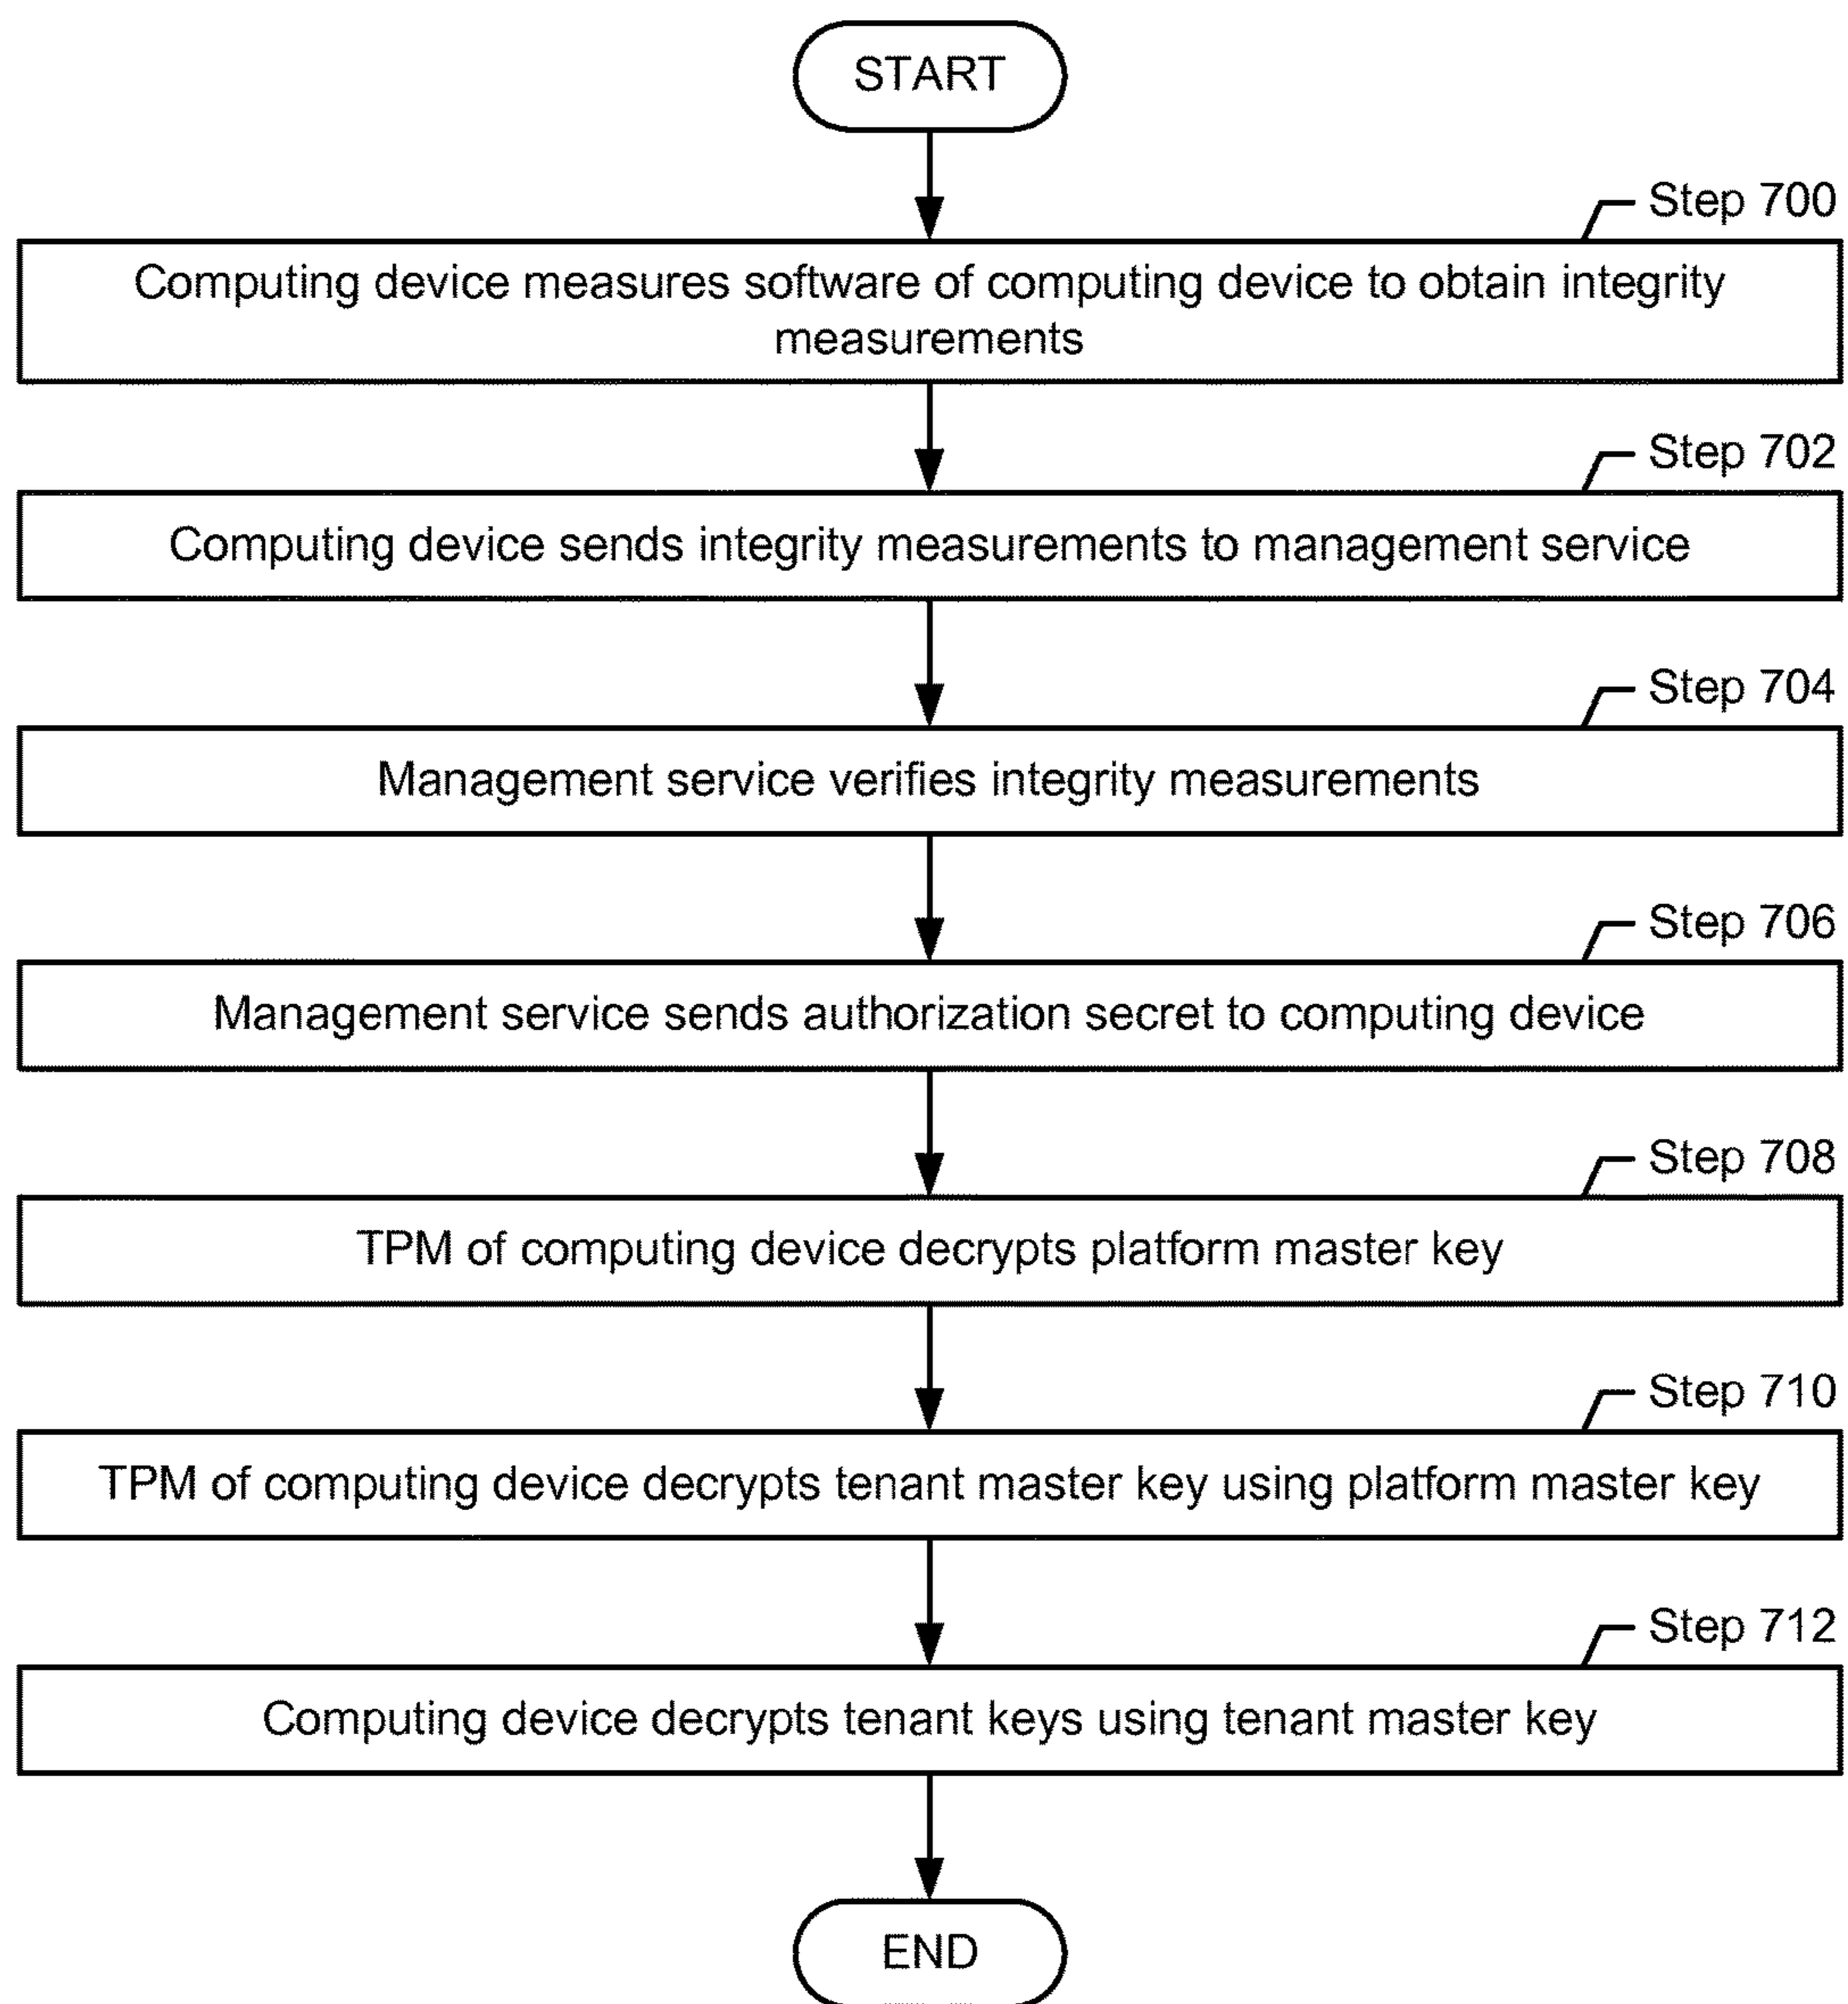 START
Step 700
Computing device measures software of computing device to obtain integrity
measurements
Step 702
Computing device sends integrity measurements to management service
Step 704
Management service verifies integrity measurements
Step 706
Management service sends authorization secret to computing device
Step 708
TPM of computing device decrypts platform master key
Step 710
TPM of computing device decrypts tenant master key using platform master key
Step 712
Computing device decrypts tenant keys using tenant master key
END